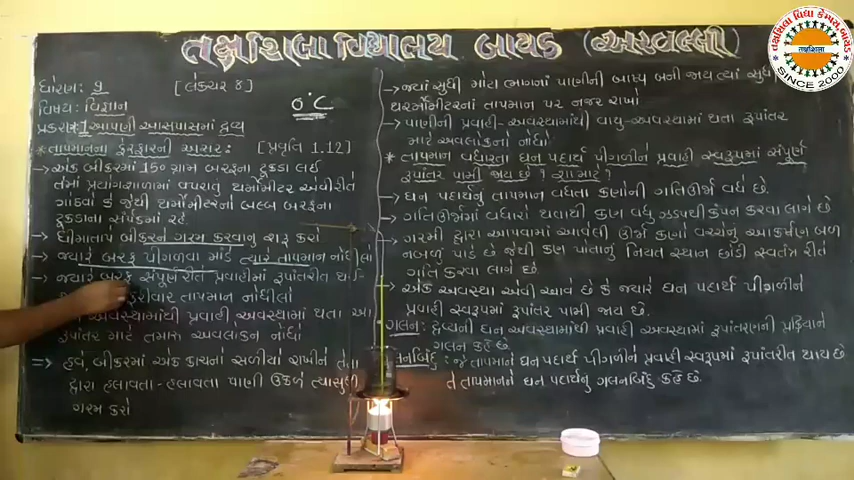 તક્ષશિલા વિદ્યાલય બાયડ (અરવલ્લી)
ધોરણ: 9 [લેક્ચર 8]
વિષય: વિજ્ઞાન
0°C
પ્રકરણ:1 આપણી આસપાસમાં દ્રવ્ય
*તાપમાનના ફેરફારની અસર: [પ્રવૃતિ 1.12]
→ એક બીકરમાં 150 ગ્રામ બરફના ટૂકડા લઈ
તેમાં પ્રયોગશાળામાં વપરાતુ થર્મોમીટર એવીરીતે
ગોઠવો કે જેથી થર્મોમીટરનો બલ્બ બરફના
ટૂકડાના સંપર્કમાં રહે.
→ ધીમાતાપે બીકરને ગરમ કરવાનુ શરૂ કરો
→ જ્યારે બરફ પીગળવા માંડે ત્યારે તાપમાન નોંધીલો
→ જ્યારે બરફ સંપૂર્ણ રીતે પ્રવાહીમાં રૂપાંતરીત થઈ
તાપમાન નોંધીલો
અવસ્થામાંથી પ્રવાહી અવસ્થામાં થતા આ
રૂપાંતર માટે તમારા અવલોકન નોંધો
⇒ હવે, બીકરમાં એક કાચનો સળીયો રાખીને તેના
દ્વારા હલાવતા-હલાવતા પાણી ઉકળે ત્યાસુધી
ગરમ કરો
→ જ્યાં સુધી મોટા ભાગનાં પાણીની બાષ્પ બની જાય ત્યાં સુધી
થરર્મોમીટરનાં તાપમાન પર નજર રાખો
→ પાણીની પ્રવાહી-અવસ્થામાંથી વાયુ-અવસ્થામાં થતા રૂપાંતર
માટે અવલોકનો નોંધો
* તાપમાન વધારતા ઘન પદાર્થ પીગળીને પ્રવાહી સ્વરૂપમાં સંપૂર્ણ
રૂપાંતર પામી જાય છે ? શા માટે ?
→ ઘન પદાર્થનુ તાપમાન વધતા કણોની ગતિઊર્જા વધે છે.
→ ગતિઊર્જામાં વધારો થવાથી કણ વધુ ઝડપથી કંપન કરવા લાગે છે
→ ગરમી દ્વારા આપવામાં આવેલી ઊર્જા કણો વચ્ચેનુ આકર્ષણ બળ
નબળુ પાડે છે જેથી કણ પોતાનુ નિયત સ્થાન છોડી સ્વતંત્ર રીતે
ગતિ કરવા લાગે છે.
→ એક અવસ્થા એવી આવે છે કે જ્યારે ઘન પદાર્થ પીગળીને
પ્રવાહી સ્વરૂપમાં રૂપાંતર પામી જાય છે.
ગલન: દ્રવ્યની ઘન અવસ્થામાંથી પ્રવાહી અવસ્થામાં રૂપાંતરણની પ્રક્રિયાને
ગલન કહે છે.
જે તાપમાને ઘન પદાર્થ પીગળીને પ્રવાહી સ્વરૂપમાં રૂપાંતરીત થાય છે
તે તાપમાનને ઘન પદાર્થનુ ગલનબિંદુ કહે છે.
તક્ષશિલા વિદ્યા કેમ્પસ, બાયડ
તક્ષશિલા
SINCE 2000